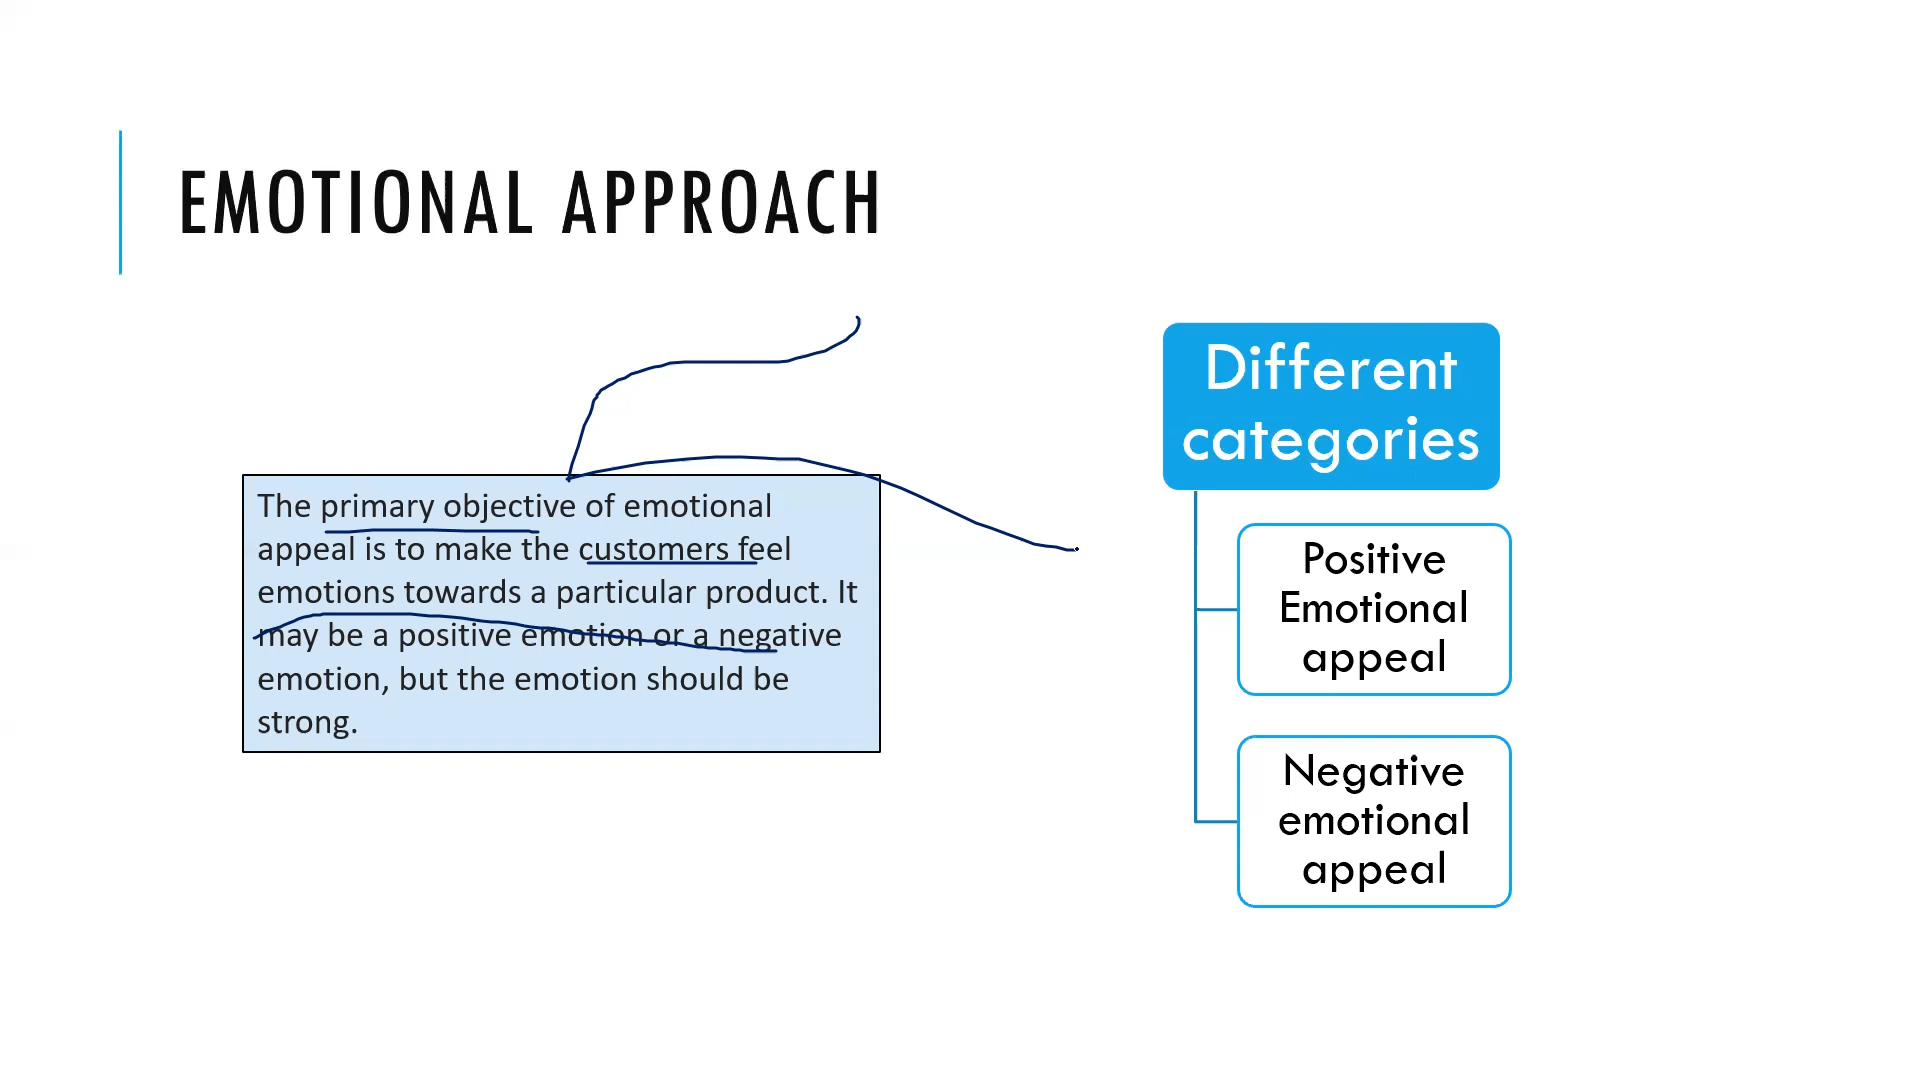 EMOTIONAL APPROACH
The primary objective of emotional
appeal is to make the customers feel
emotions towards a particular product. It
may be a positive emotion or a negative
emotion, but the emotion should be
strong.
Different
categories
Positive
Emotional
appeal
Negative
emotional
appeal